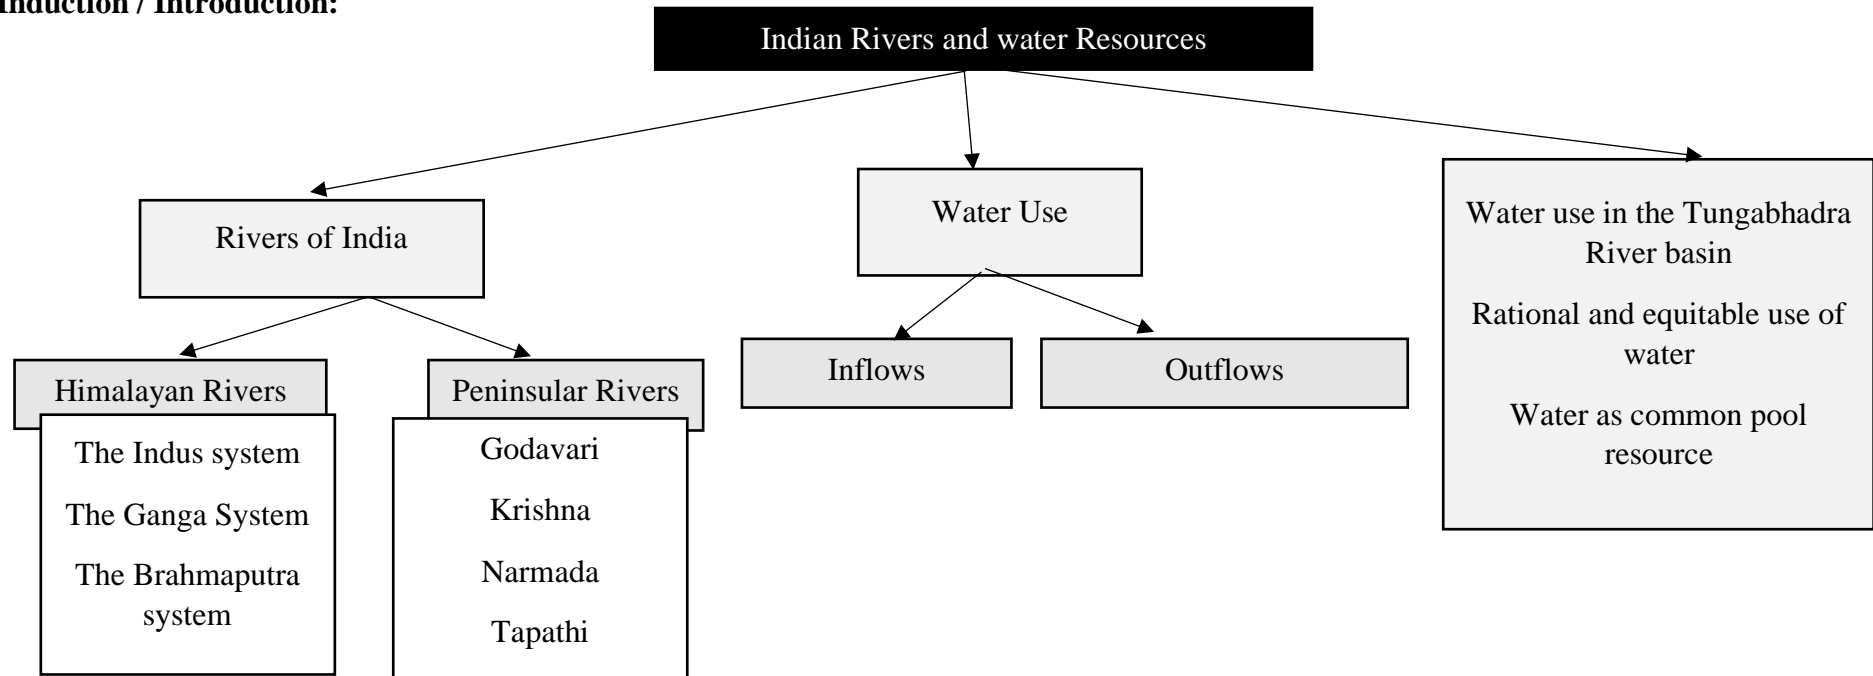 Induction / Introduction:
Indian Rivers and water Resources
Rivers of India
Water Use
Water use in the Tungabhadra
River basin
Rational and equitable use of
water
Water as common pool
resource
Himalayan Rivers
The Indus system
The Ganga System
The Brahmaputra
system
Peninsular Rivers
Godavari
Krishna
Narmada
Tapathi
Inflows
Outflows